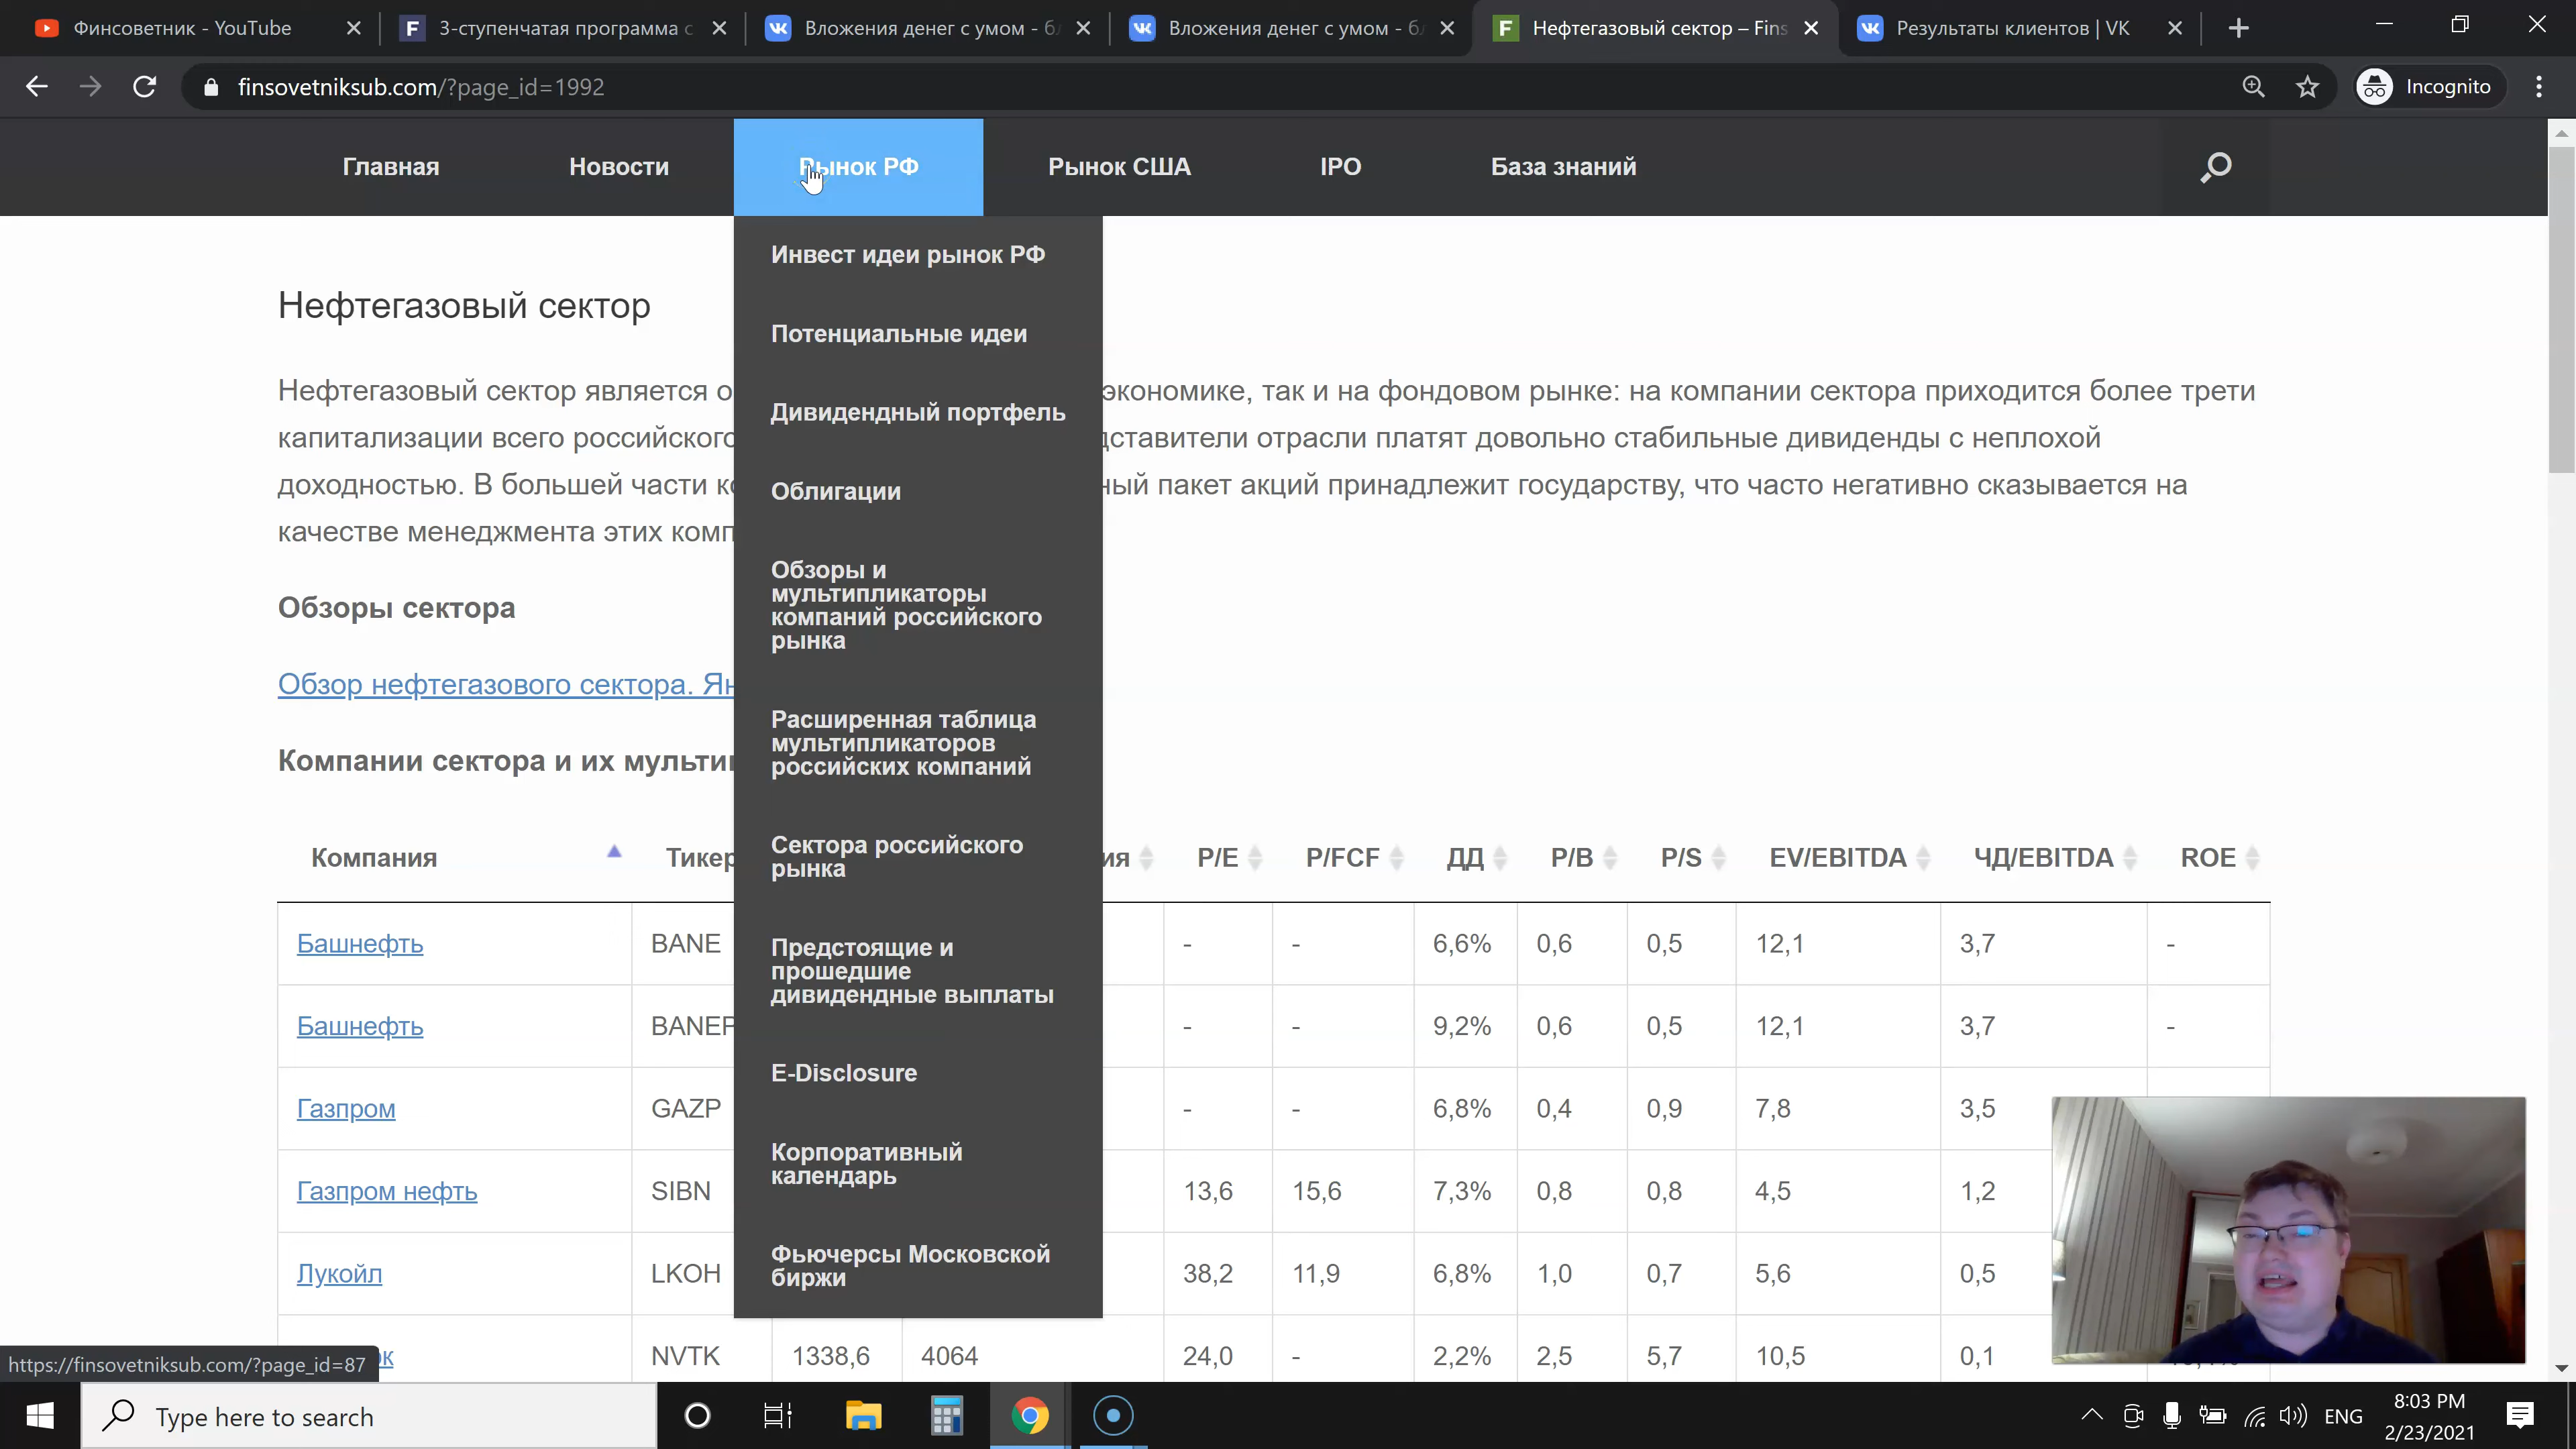 Финсоветник - YouTube
3-ступенчатая программа с
Вложения денег с умом - бл
Вложения денег с умом - бл
Нефтегазовый сектор – Fins
Результаты клиентов | VK
finsovetniksub.com/?page_id=1992
Incognito
Главная
Новости
Рынок РФ
Рынок США
IPO
База знаний
Инвест идеи рынок РФ
Потенциальные идеи
Дивидендный портфель
Облигации
Обзоры и
мультипликаторы
компаний российского
рынка
Расширенная таблица
мультипликаторов
российских компаний
Сектора российского
рынка
Предстоящие и
прошедшие
дивидендные выплаты
E-Disclosure
Корпоративный
календарь
Фьючерсы Московской
биржи
Нефтегазовый сектор
Нефтегазовый сектор является о экономике, так и на фондовом рынке: на компании сектора приходится более трети
капитализации всего российского дставители отрасли платят довольно стабильные дивиденды с неплохой
доходностью. В большей части ко ный пакет акций принадлежит государству, что часто негативно сказывается на
качестве менеджмента этих комп
Обзоры сектора
Обзор нефтегазового сектора. Ян
Компании сектора и их мульти
Компания Тикер ия P/E P/FCF ДД P/B P/S EV/EBITDA ЧД/EBITDA ROE
Башнефть BANE - - 6,6% 0,6 0,5 12,1 3,7 -
Башнефть BANEP - - 9,2% 0,6 0,5 12,1 3,7 -
Газпром GAZP - - 6,8% 0,4 0,9 7,8 3,5
Газпром нефть SIBN 13,6 15,6 7,3% 0,8 0,8 4,5 1,2
Лукойл LKOH 38,2 11,9 6,8% 1,0 0,7 5,6 0,5
ок NVTK 1338,6 4064 24,0 - 2,2% 2,5 5,7 10,5 0,1
https://finsovetniksub.com/?page_id=87
Type here to search
ENG
8:03 PM
2/23/2021